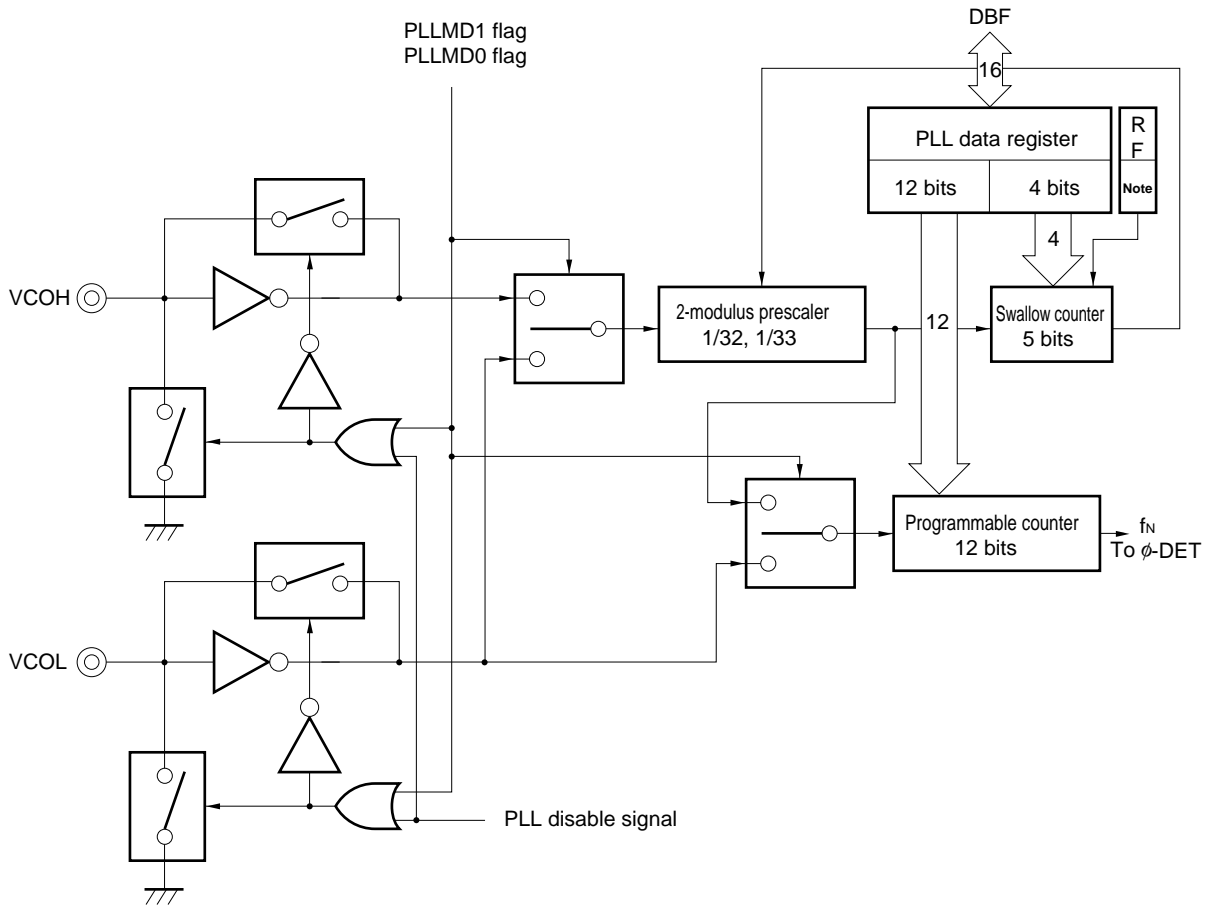 PLLMD1 flag
PLLMD0 flag
DBF
16
PLL data register
12 bits
4 bits
R
F
Note
4
12
VCOH
2-modulus prescaler
1/32, 1/33
Swallow counter
5 bits
Programmable counter
12 bits
fN
To ϕ-DET
VCOL
PLL disable signal